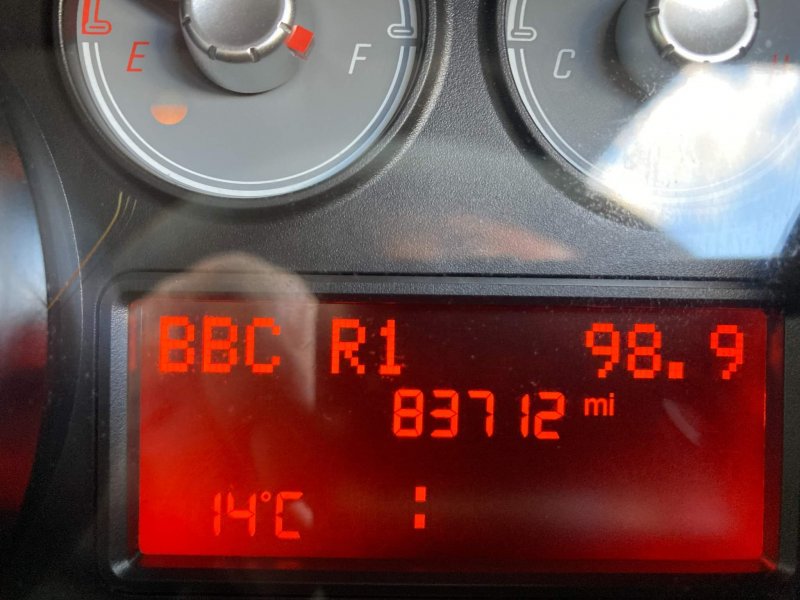 E F C H
BBC R1 98.9
83712 mi
14°C :